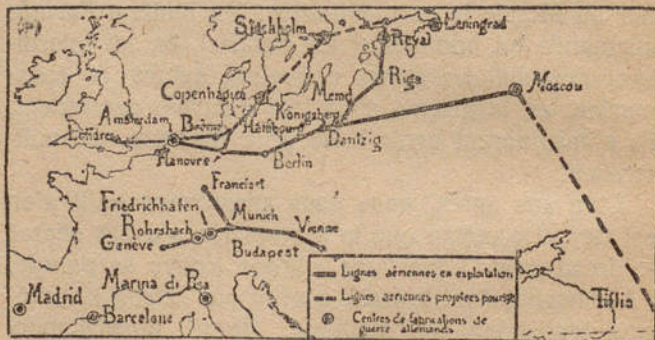 Stockholm
Leningrad
Reval
Riga
Moscou
Copenhague
Memel
Königsberg
Amsterdam
Brême
Hambourg
Dantzig
Londres
Hanovre
Berlin
Francfort
Friedrichhafen
Munich
Rohrshach
Vienne
Genève
Budapest
Lignes aériennes en exploitation
Marina di Pisa
Lignes aériennes projetées pour
Tiflis
Madrid
Centres de fabrications de
Barcelone
guerre allemands